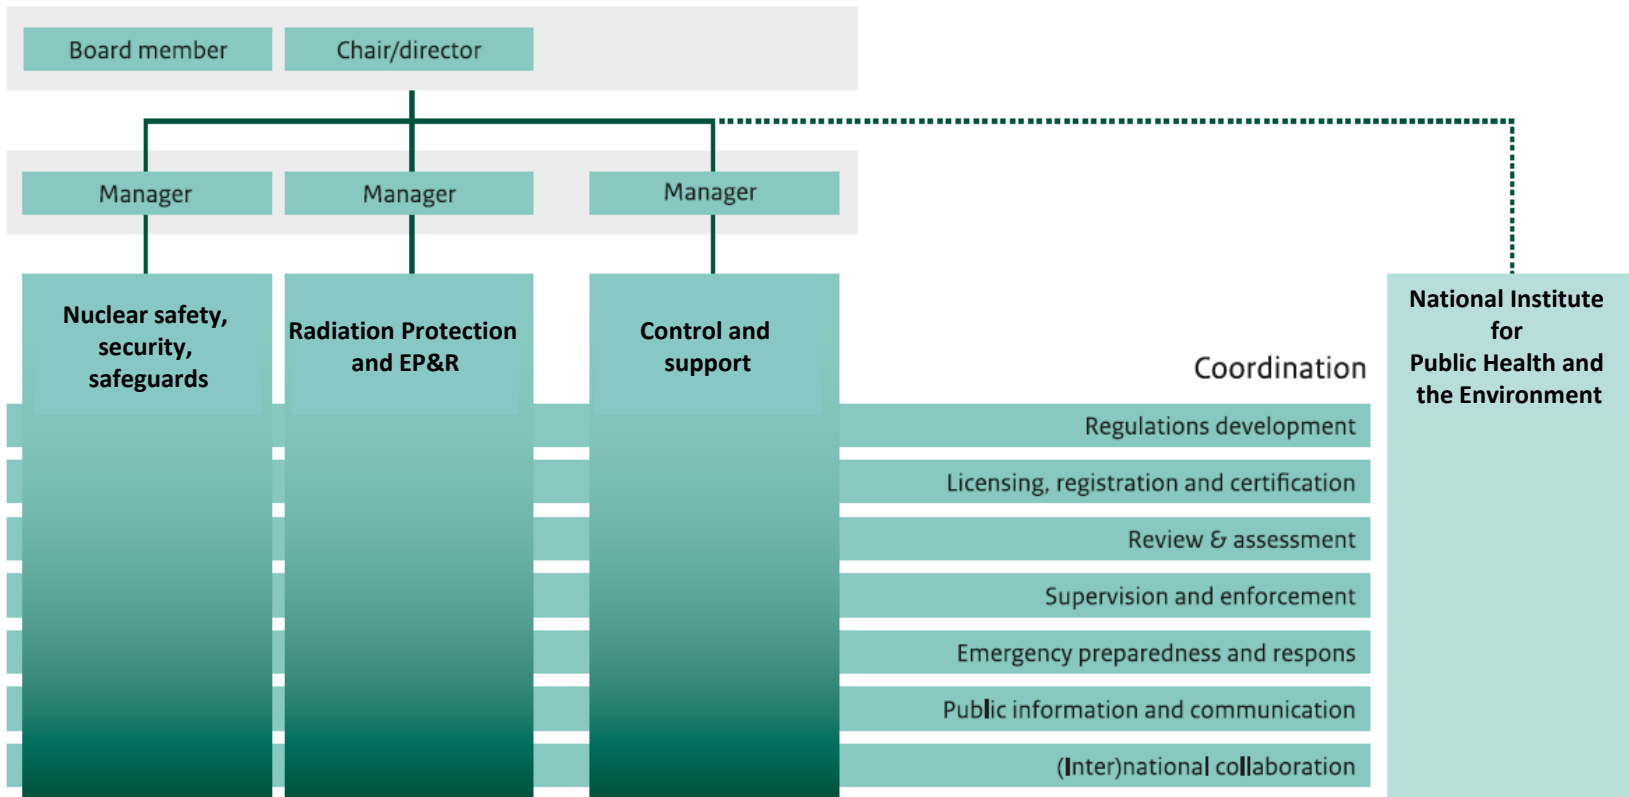 Board member
Chair/director
Manager
Manager
Manager
Nuclear safety,
security,
safeguards
Radiation Protection
and EP&R
Control and
support
National Institute
for
Public Health and
the Environment
Coordination
Regulations development
Licensing, registration and certification
Review & assessment
Supervision and enforcement
Emergency preparedness and respons
Public information and communication
(Inter)national collaboration